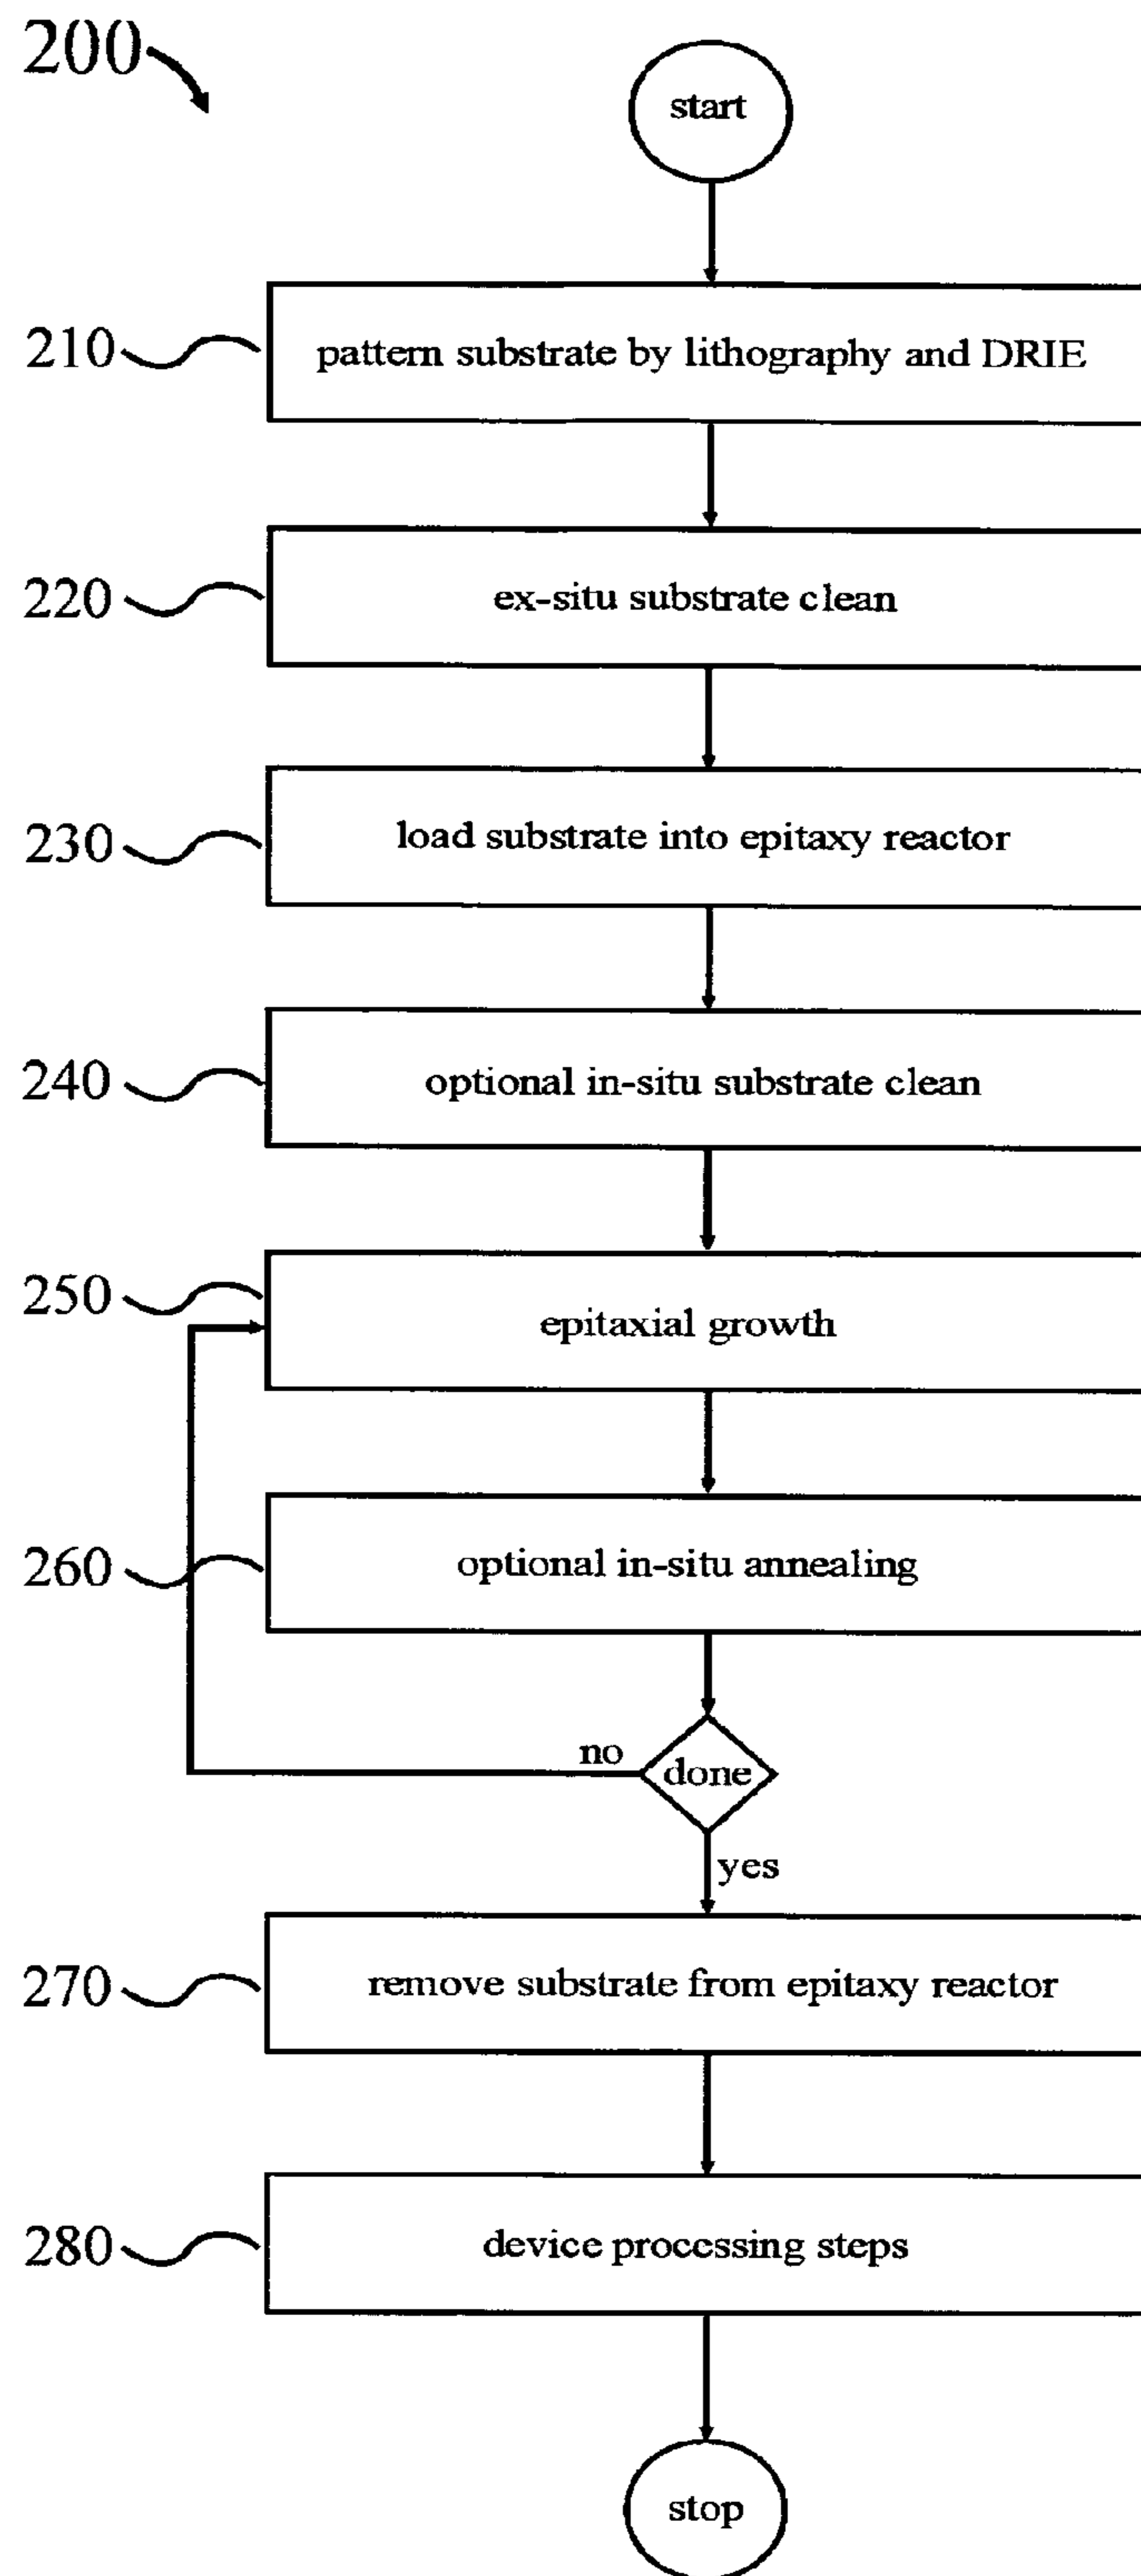 200
start
210 pattern substrate by lithography and DRIE
220 ex-situ substrate clean
230 load substrate into epitaxy reactor
240 optional in-situ substrate clean
250 epitaxial growth
260 optional in-situ annealing
no done
yes
270 remove substrate from epitaxy reactor
280 device processing steps
stop